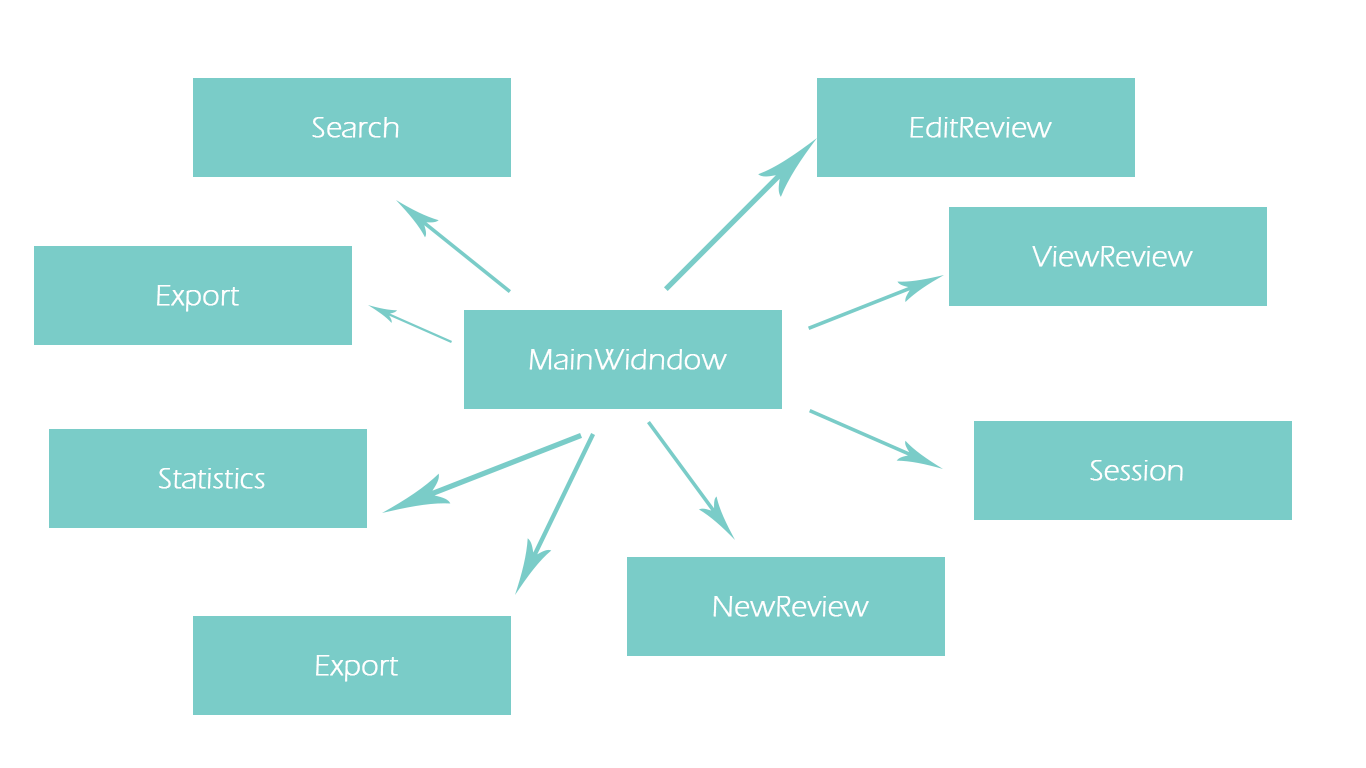 Search
EditReview
ViewReview
Export
MainWidndow
Session
Statistics
NewReview
Export